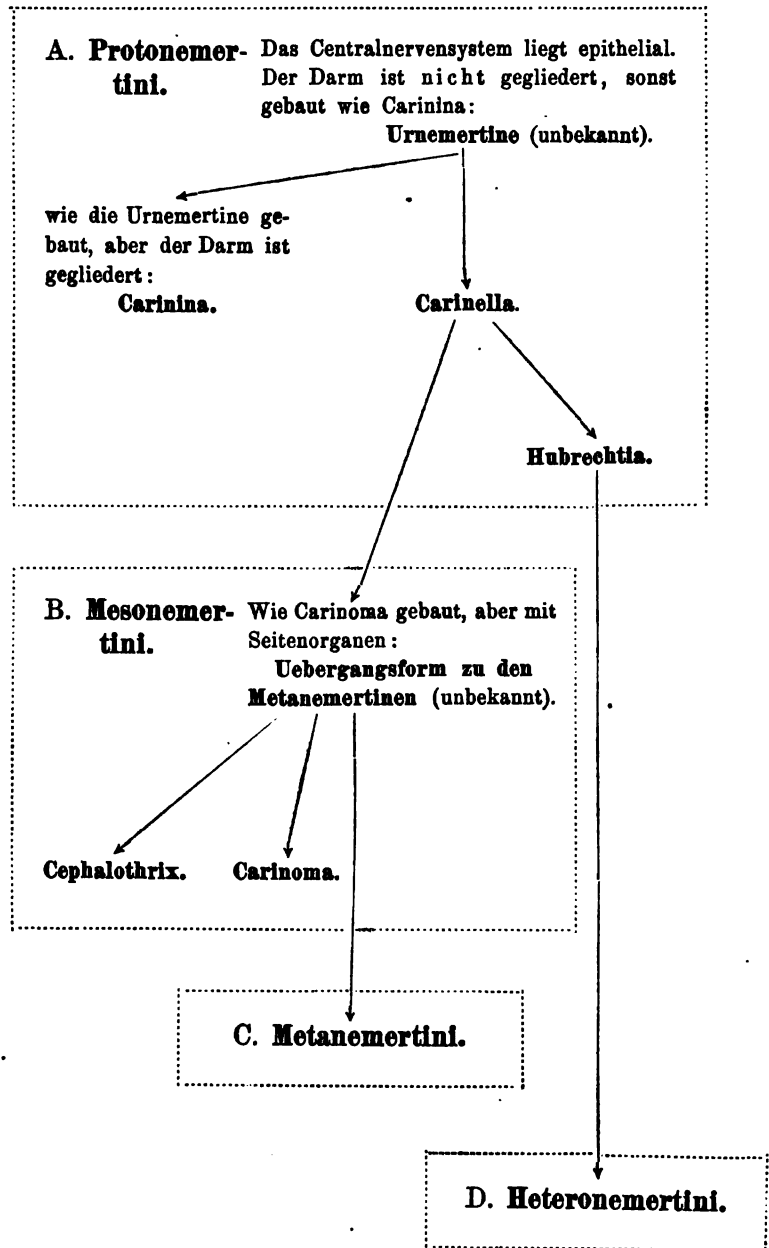 A. Protonemer-
tini.
Das Centralnervensystem liegt epithelial.
Der Darm ist nicht gegliedert, sonst
gebaut wie Carinina:
Urnemertine (unbekannt).
wie die Urnemertine ge-
baut, aber der Darm ist
gegliedert:
Carinina.
Carinella.
Hubrechtia.
B. Mesonemer-
tini.
Wie Carinoma gebaut, aber mit
Seitenorganen:
Uebergangsform zu den
Metanemertinen (unbekannt).
Cephalothrix.
Carinoma.
C. Metanemertini.
D. Heteronemertini.